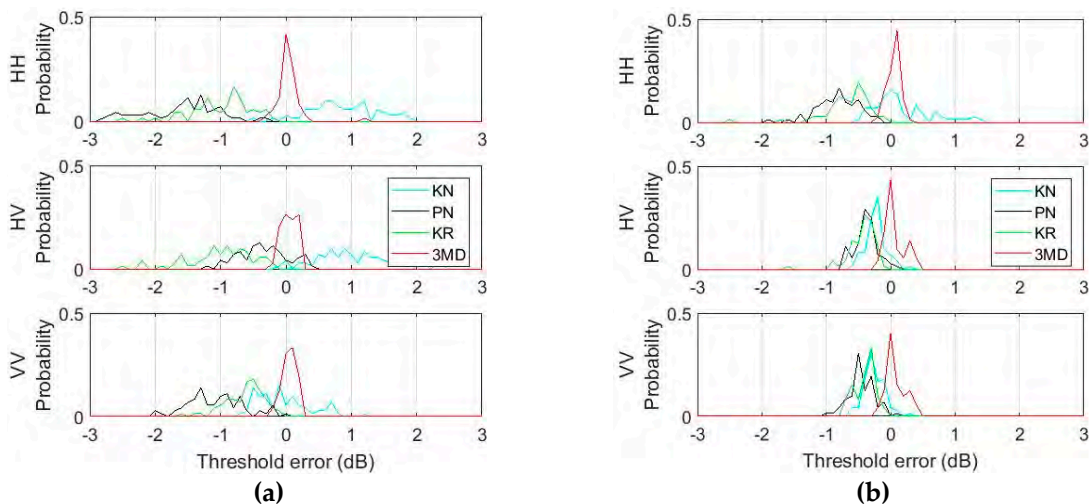 0.5
HH
Probability
0
-3 -2 -1 0 1 2 3
0.5
HV
Probability
0
-3 -2 -1 0 1 2 3
KN
PN
KR
3MD
0.5
VV
Probability
0
-3 -2 -1 0 1 2 3
Threshold error (dB)
(a)
0.5
HH
Probability
0
-3 -2 -1 0 1 2 3
0.5
HV
Probability
0
-3 -2 -1 0 1 2 3
KN
PN
KR
3MD
0.5
VV
Probability
0
-3 -2 -1 0 1 2 3
Threshold error (dB)
(b)